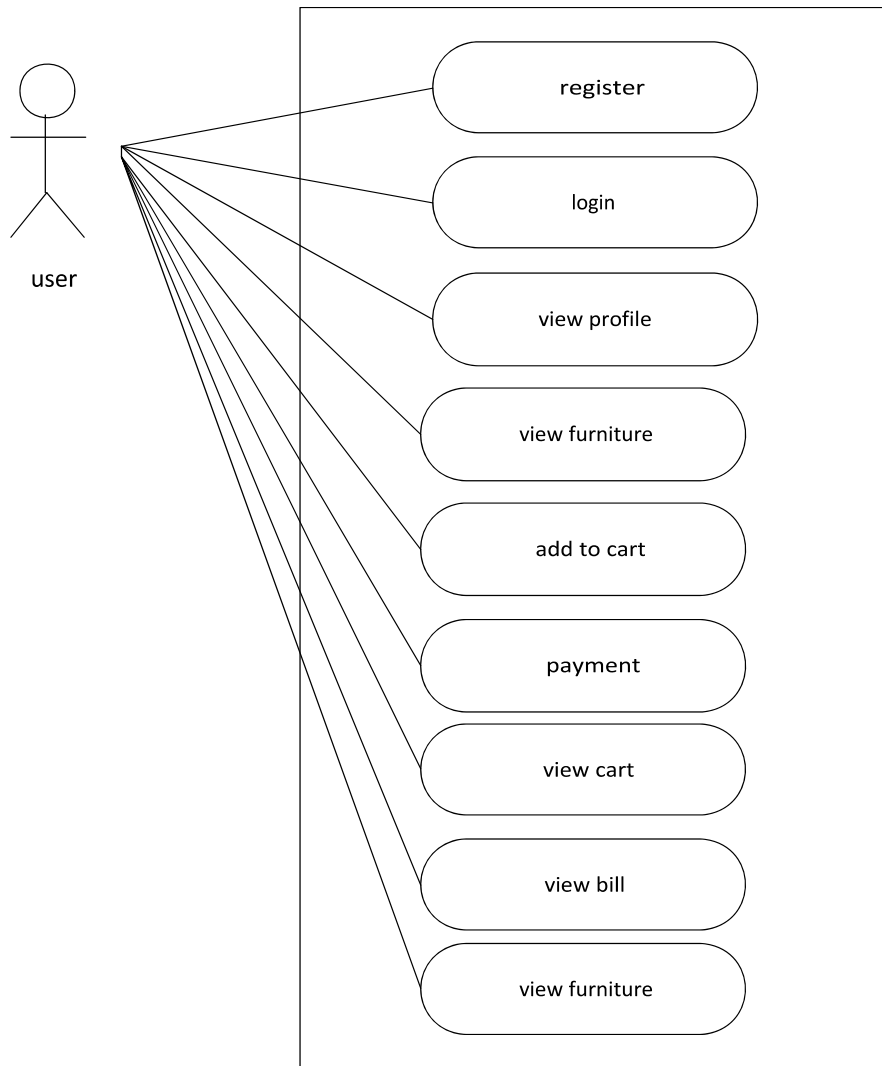 register
login
user
view profile
view furniture
add to cart
payment
view cart
view bill
view furniture